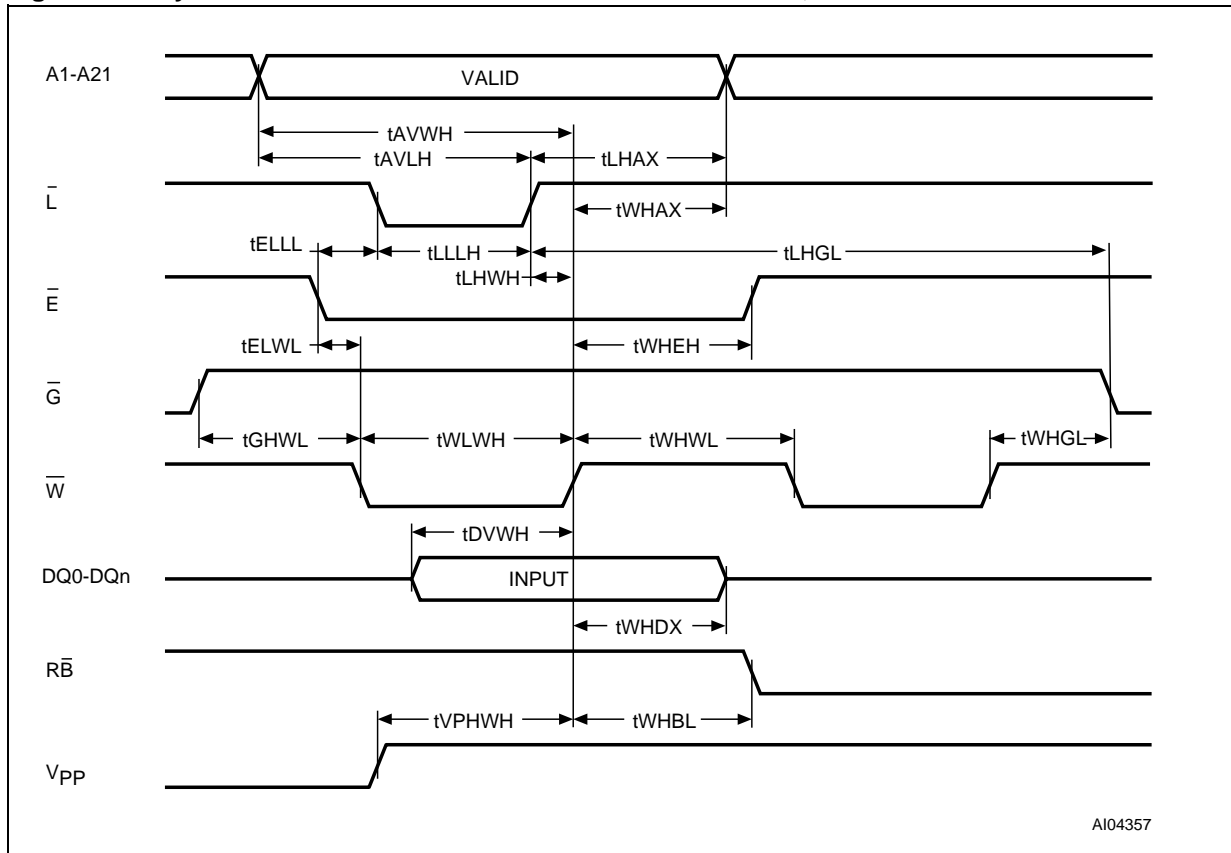 A1-A21
VALID
tAVWH
tAVLH
tLHAX
L̅
tWHAX
tELLL
tLLLH
tLHGL
tLHWH
E̅
tELWL
tWHEH
G̅
tGHWL
tWLWH
tWHWL
tWHGL
W̅
tDVWH
DQ0-DQn
INPUT
tWHDX
RB̅
tVPHWH
tWHBL
VPP
AI04357